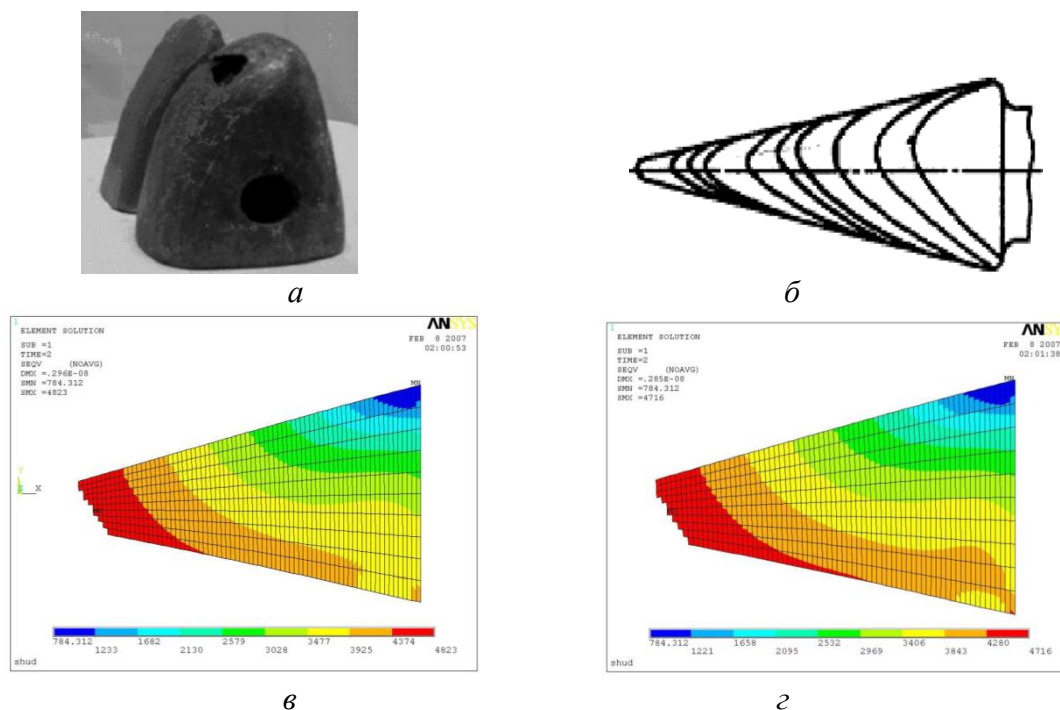 а
б
1
ELEMENT SOLUTION
SUB =1
TIME=2
SEQV (NOAVG)
DMX =.296E-08
SMN =784.312
SMX =4823
ANSYS
FEB 8 2007
02:00:53
MN
Y
Z X
784.312 1682 2579 3477 4374
1233 2130 3028 3925 4823
shud
в
1
ELEMENT SOLUTION
SUB =1
TIME=2
SEQV (NOAVG)
DMX =.285E-08
SMN =784.312
SMX =4716
ANSYS
FEB 8 2007
02:01:38
MN
784.312 1658 2532 3406 4280
1221 2095 2969 3843 4716
shud
г